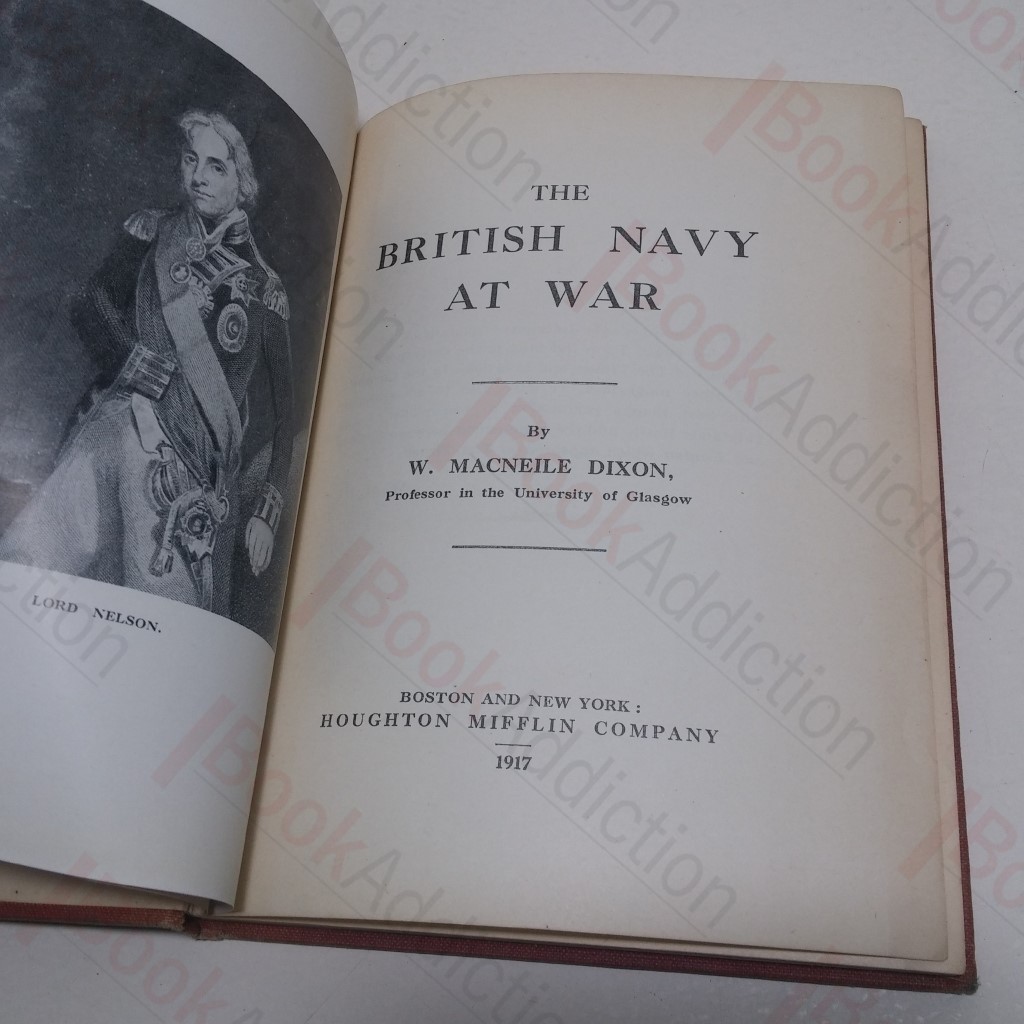 LORD NELSON.
THE
BRITISH NAVY
AT WAR
By
W. MACNEILE DIXON,
Professor in the University of Glasgow
BOSTON AND NEW YORK :
HOUGHTON MIFFLIN COMPANY
1917
BookAddiction